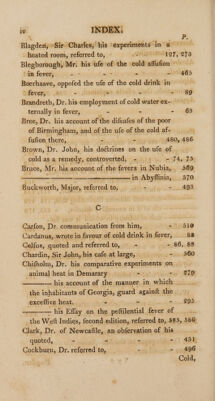 iv INDEX.
P.
Blagden, Sir Charles, his experiments in a
heated room, referred to, - 127, 272
Blegborough, Mr. his use of the cold affusion
in fever, - - - 465
Boerhaave, opposed the use of the cold drink in
fever, - - - - 89
Brandreth, Dr. his employment of cold water ex-
ternally in fever, - - - 68
Bree, Dr. his account of the diseases of the poor
of Birmingham, and of the use of the cold af-
fusion there, - - - 480, 486
Brown, Dr. John, his doctrines on the use of
cold as a remedy, controverted, - - 74, 75
Bruce, Mr. his account of the fevers in Nubia, 569
——— in Abyssinia, 570
Buckworth, Major, referred to, - - 493
C
Carson, Dr. communication from him, - 510
Cardanus, wrote in favour of cold drink in fever, 88
Celsus, quoted and referred to, - - 86, 88
Chardin, Sir John, his case at large, 560
Chisholm, Dr. his comparative experiments on
animal heat in Demarary - - 279
——— his account of the manner in which
the inhabitants of Georgia, guard against the
excessive heat. - - - 295
——— his Essay on the pestilential fever of
the West Indies, second edition, referred to, 385, 386
Clark, Dr. of Newcastle, an observation of his
quoted, - - - - 431
Cockburn, Dr. referred to, - - 496
Cold,